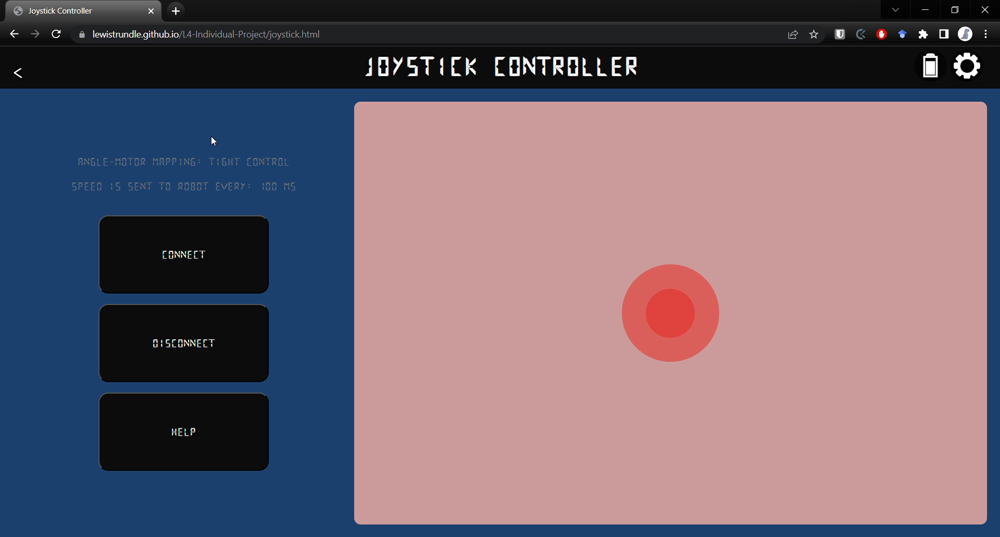 Joystick Controller
lewistrundle.github.io/L4-Individual-Project/joystick.html
<
JOYSTICK CONTROLLER
ANGLE-MOTOR MAPPING: TIGHT CONTROL
SPEED IS SENT TO ROBOT EVERY: 100 MS
CONNECT
DISCONNECT
HELP